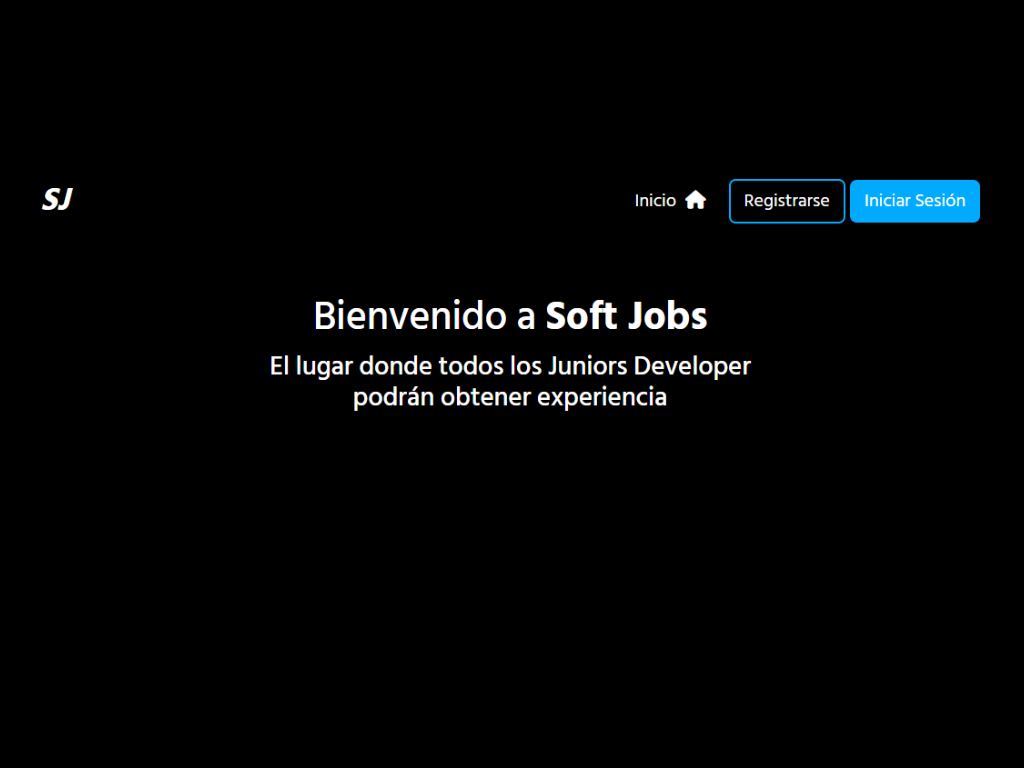 SJ
Inicio
Registrarse
Iniciar Sesión
Bienvenido a Soft Jobs
El lugar donde todos los Juniors Developer
podrán obtener experiencia